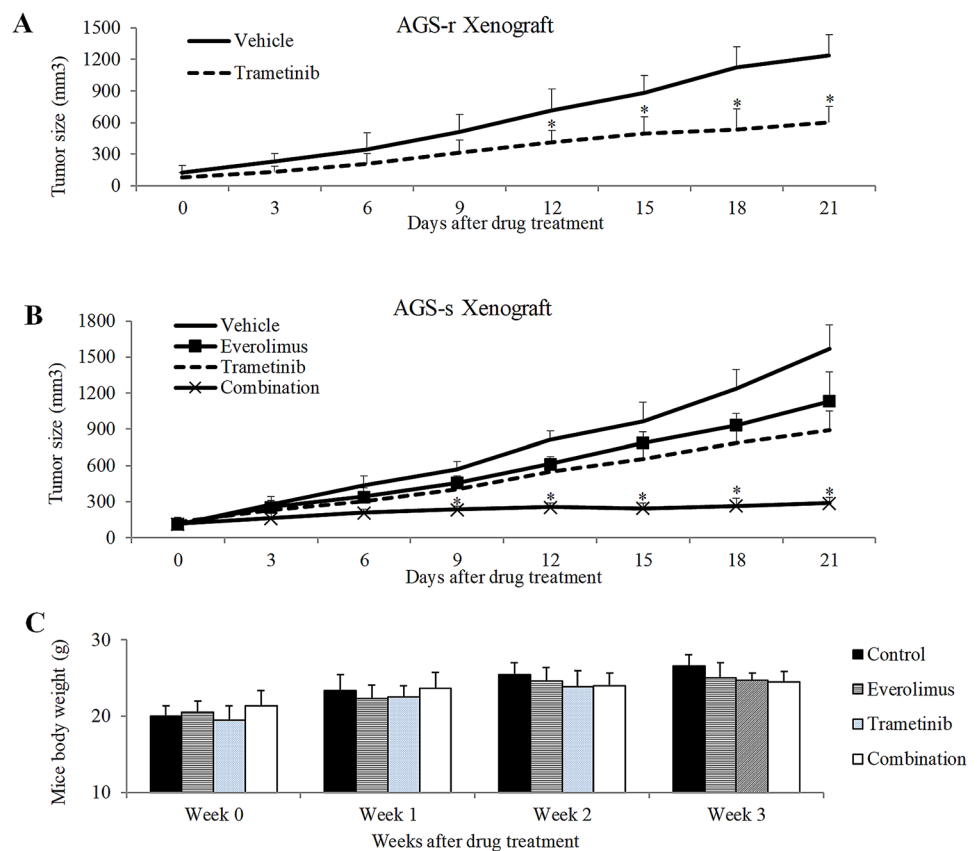 A
AGS-r Xenograft
Vehicle
Trametinib
Tumor size (mm3)
1500
1200
900
600
300
0
* * * *
0 3 6 9 12 15 18 21
Days after drug treatment
B
AGS-s Xenograft
Vehicle
Everolimus
Trametinib
Combination
Tumor size (mm3)
1800
1500
1200
900
600
300
0
* * * * *
0 3 6 9 12 15 18 21
Days after drug treatment
C
Mice body weight (g)
30
20
10
Control
Everolimus
Trametinib
Combination
Week 0 Week 1 Week 2 Week 3
Weeks after drug treatment